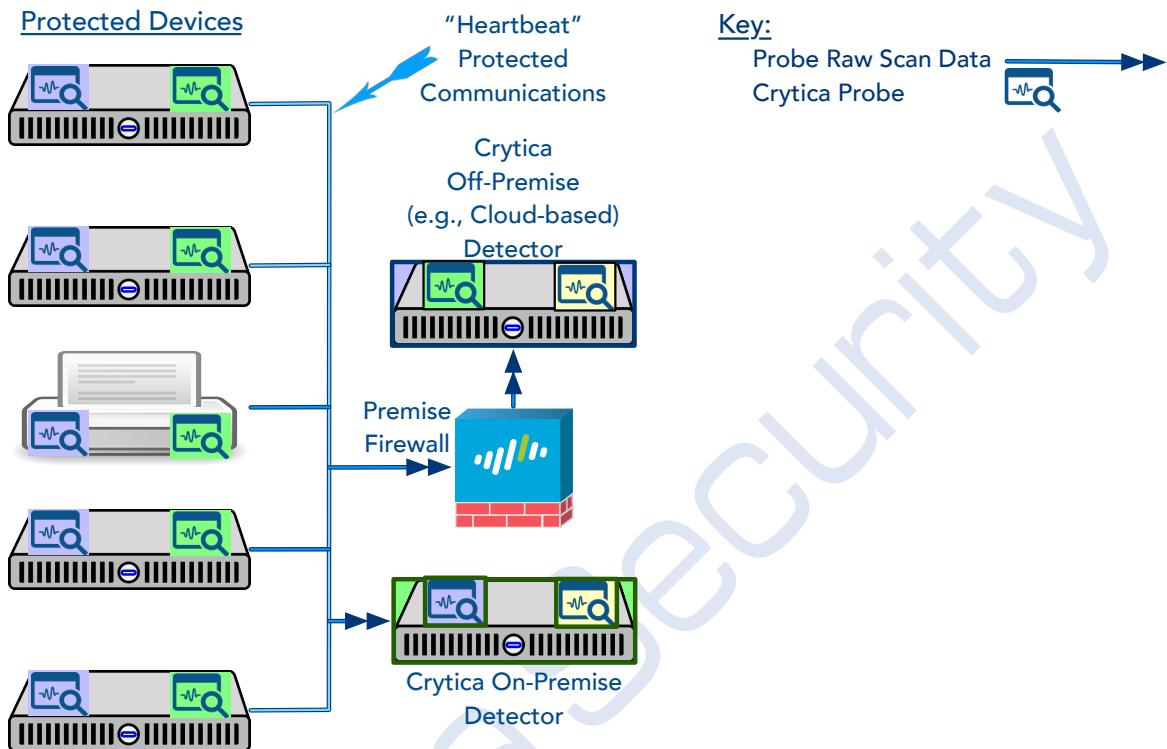 Protected Devices
“Heartbeat”
Protected
Communications
Key:
Probe Raw Scan Data
Crytica Probe
Crytica
Off-Premise
(e.g., Cloud-based)
Detector
Premise
Firewall
Crytica On-Premise
Detector
a Security